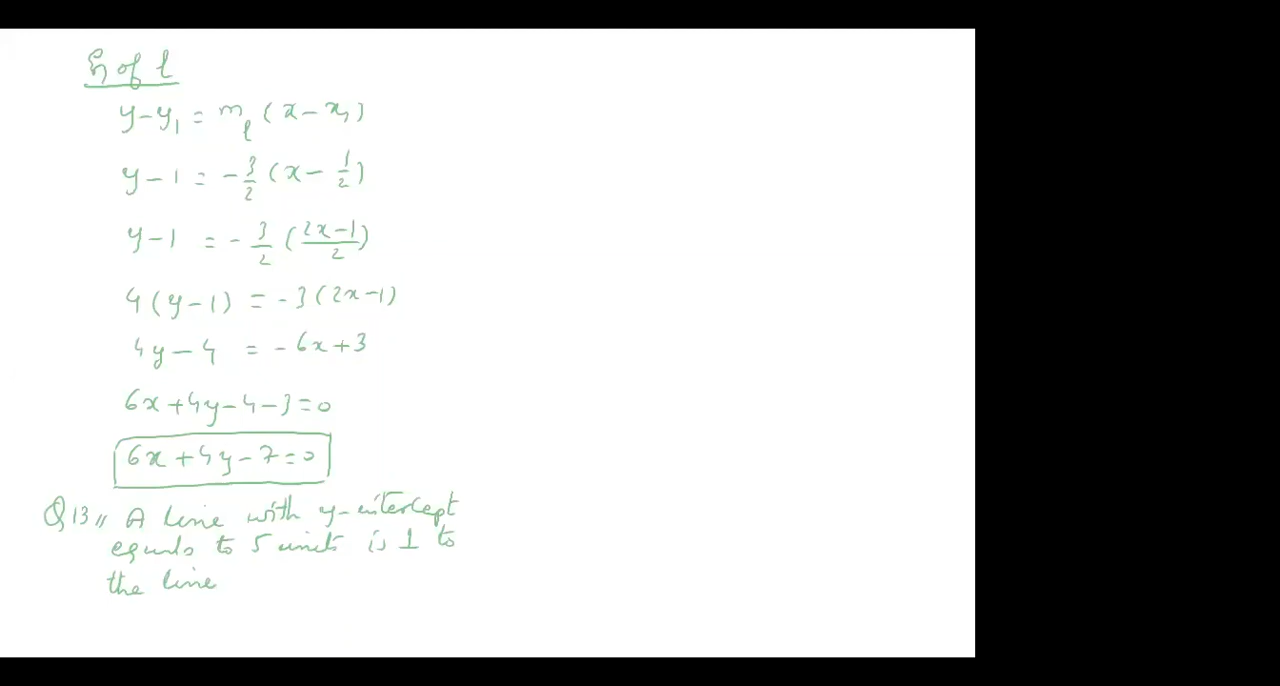 Eq of l
y-y₁ = m_l (x-x₁)
y-1 = -3/2 (x - 1/2)
y-1 = -3/2 ((2x-1)/2)
4(y-1) = -3(2x-1)
4y-4 = -6x+3
6x+4y-4-3=0
6x+4y-7=0
Q13// A line with y-intercept
equals to 5 units is ⊥ to
the line